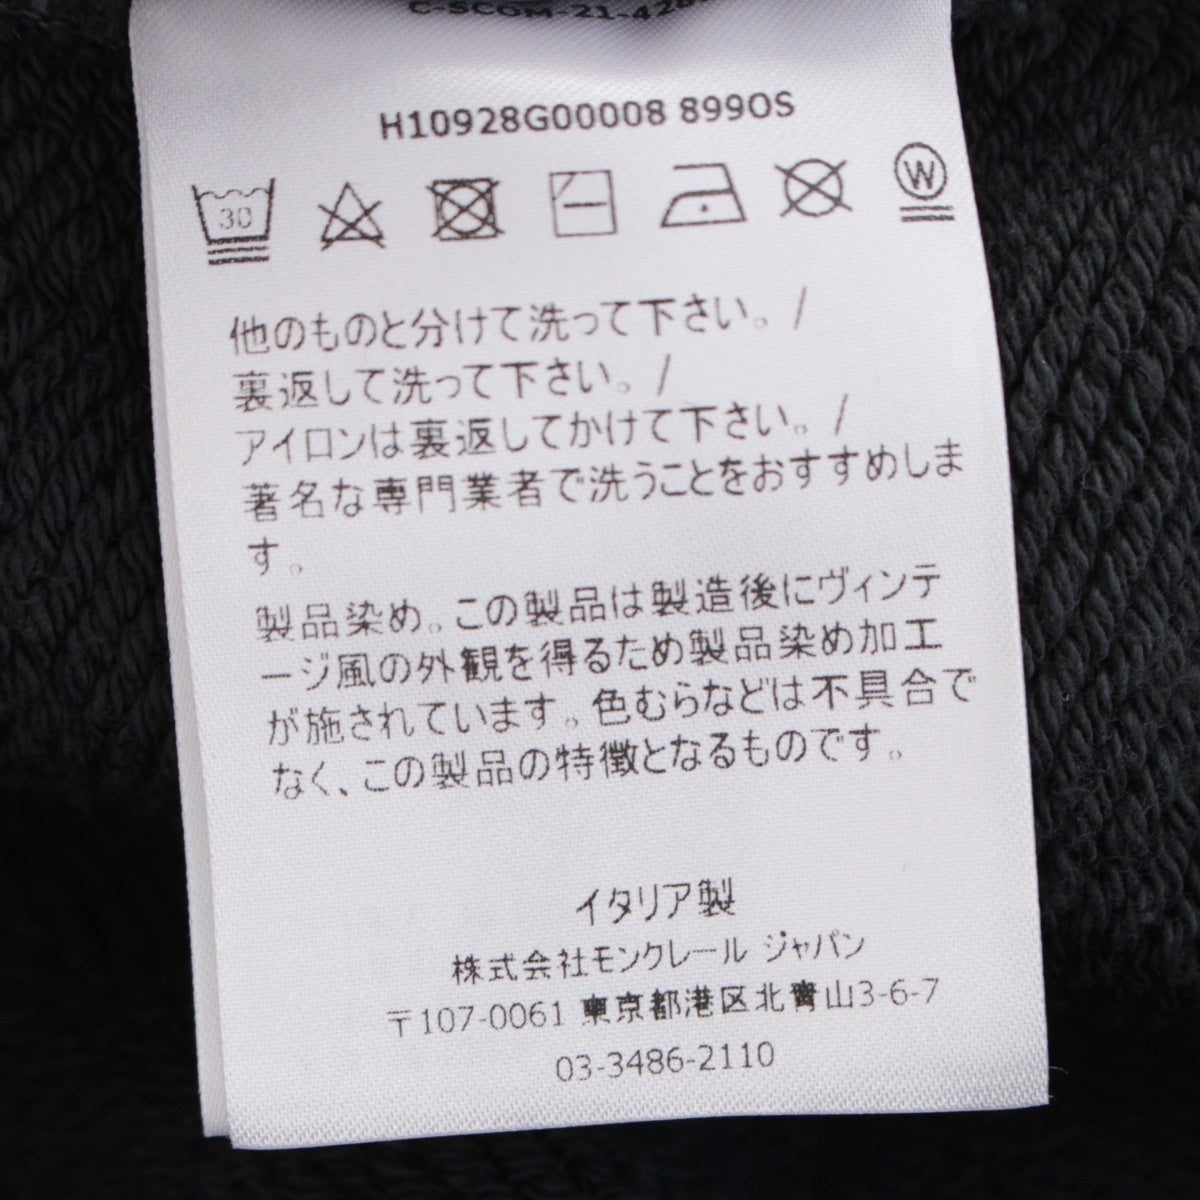 C-SCOM-21-428
H10928G00008 899OS
30
W
他のものと分けて洗って下さい。/
裏返して洗って下さい。/
アイロンは裏返してかけて下さい。/
著名な専門業者で洗うことをおすすめしま
す。
製品染め。この製品は製造後にヴィンテ
ージ風の外観を得るため製品染め加工
が施されています。色むらなどは不具合で
なく、この製品の特徴となるものです。
イタリア製
株式会社モンクレール ジャパン
〒107-0061 東京都港区北青山3-6-7
03-3486-2110